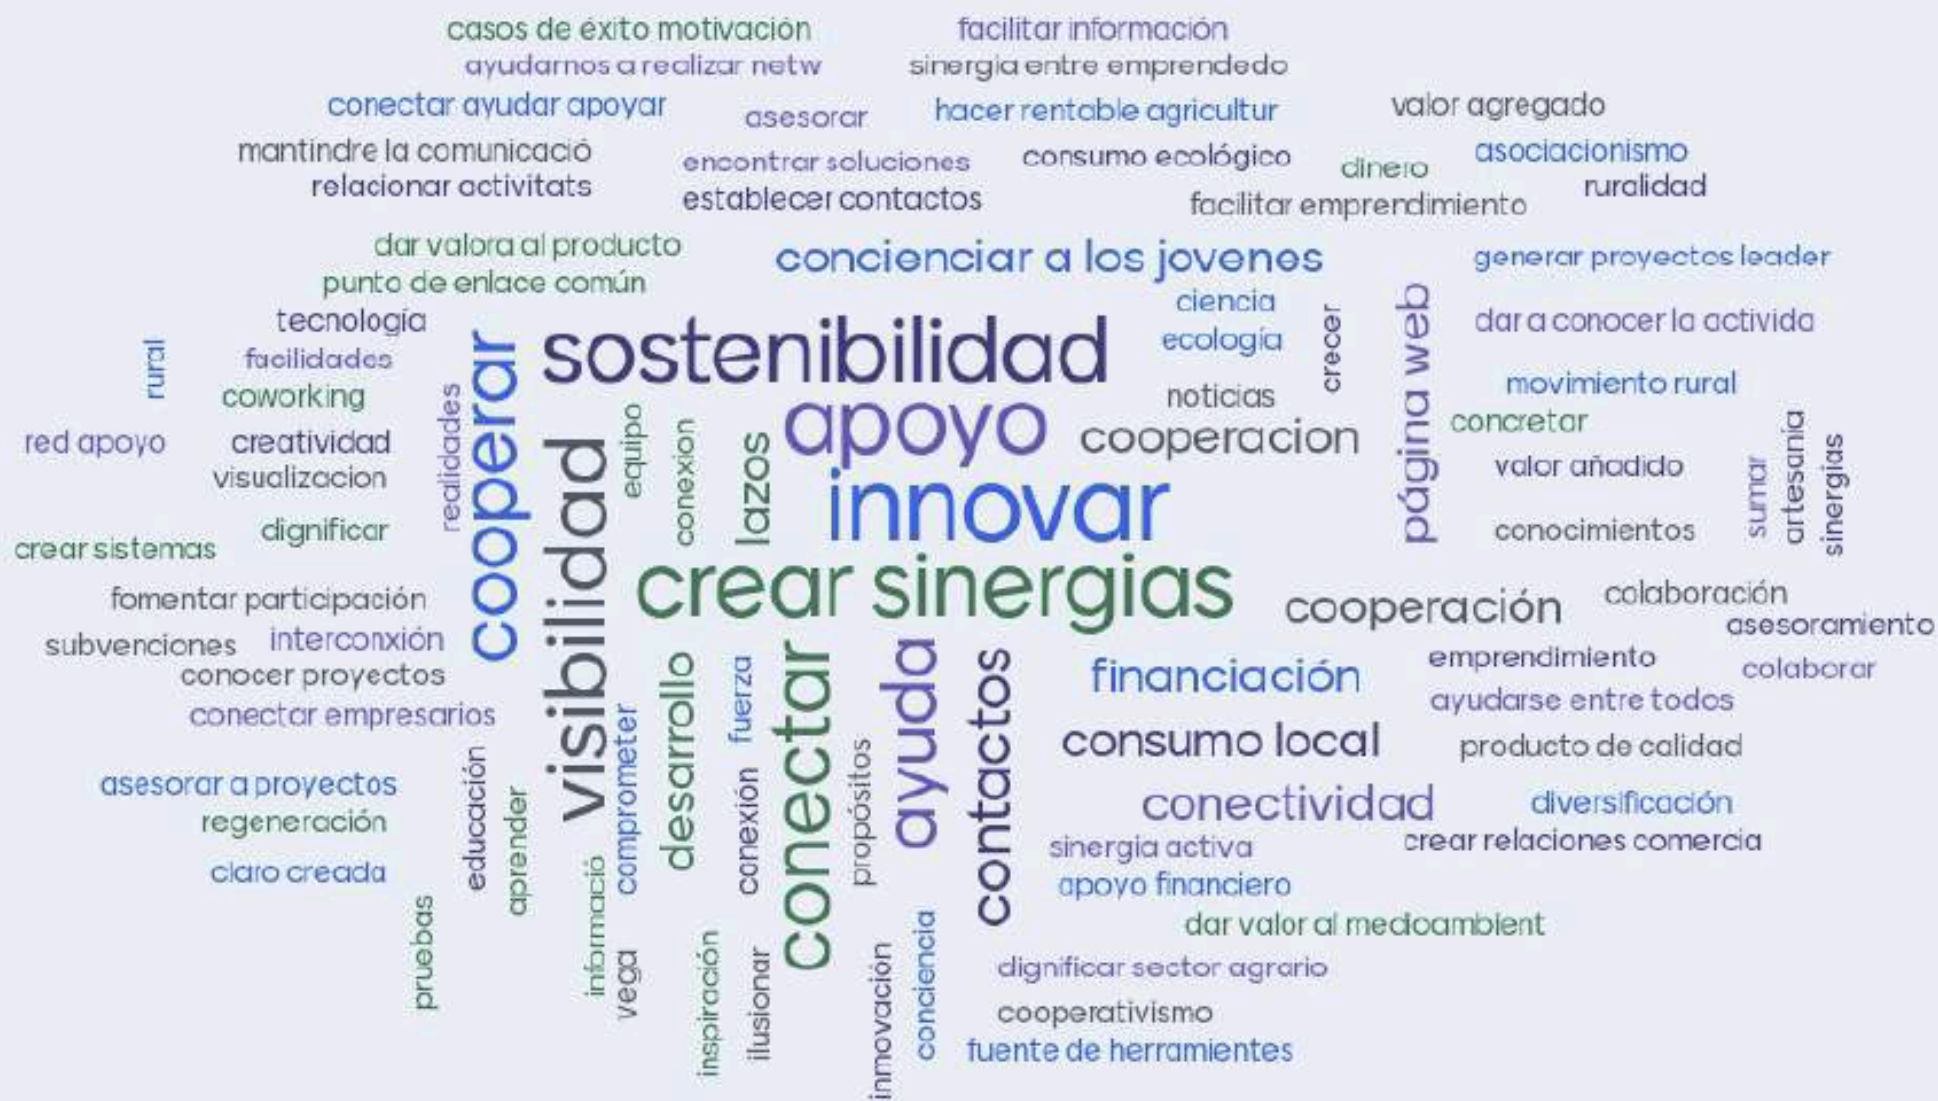 casos de éxito motivación
facilitar información
ayudarnos a realizar netw
sinergia entre emprendedo
conectar ayudar apoyar
asesorar
hacer rentable agricultur
valor agregado
mantindre la comunicació
encontrar soluciones
consumo ecológico
dinero
asociacionismo
relacionar activitats
establecer contactos
facilitar emprendimiento
ruralidad
dar valora al producto
concienciar a los jovenes
generar proyectos leader
punto de enlace común
ciencia
tecnología
sostenibilidad
ecología
crecer
página web
dar a conocer la activida
rural
facilidades
cooperar
coworking
realidades
noticias
movimiento rural
red apoyo
creatividad
visibilidad
equipo
conexion
lazos
apoyo
cooperacion
concretar
visualizacion
valor añadido
sumar
artesanía
sinergias
innovar
crear sistemas
dignificar
conocimientos
crear sinergias
fomentar participación
cooperación
colaboración
subvenciones
interconxión
asesoramiento
conocer proyectos
desarrollo
fuerza
conectar
ayuda
contactos
financiación
emprendimiento
colaborar
conectar empresarios
comprometer
ayudarse entre todos
consumo local
producto de calidad
asesorar a proyectos
educación
aprender
conexión
propósitos
conectividad
diversificación
regeneración
sinergia activa
crear relaciones comercia
claro creada
apoyo financiero
pruebas
informació
vega
inspiración
ilusionar
innovación
conciencia
dar valor al medioambient
dignificar sector agrario
cooperativismo
fuente de herramientes